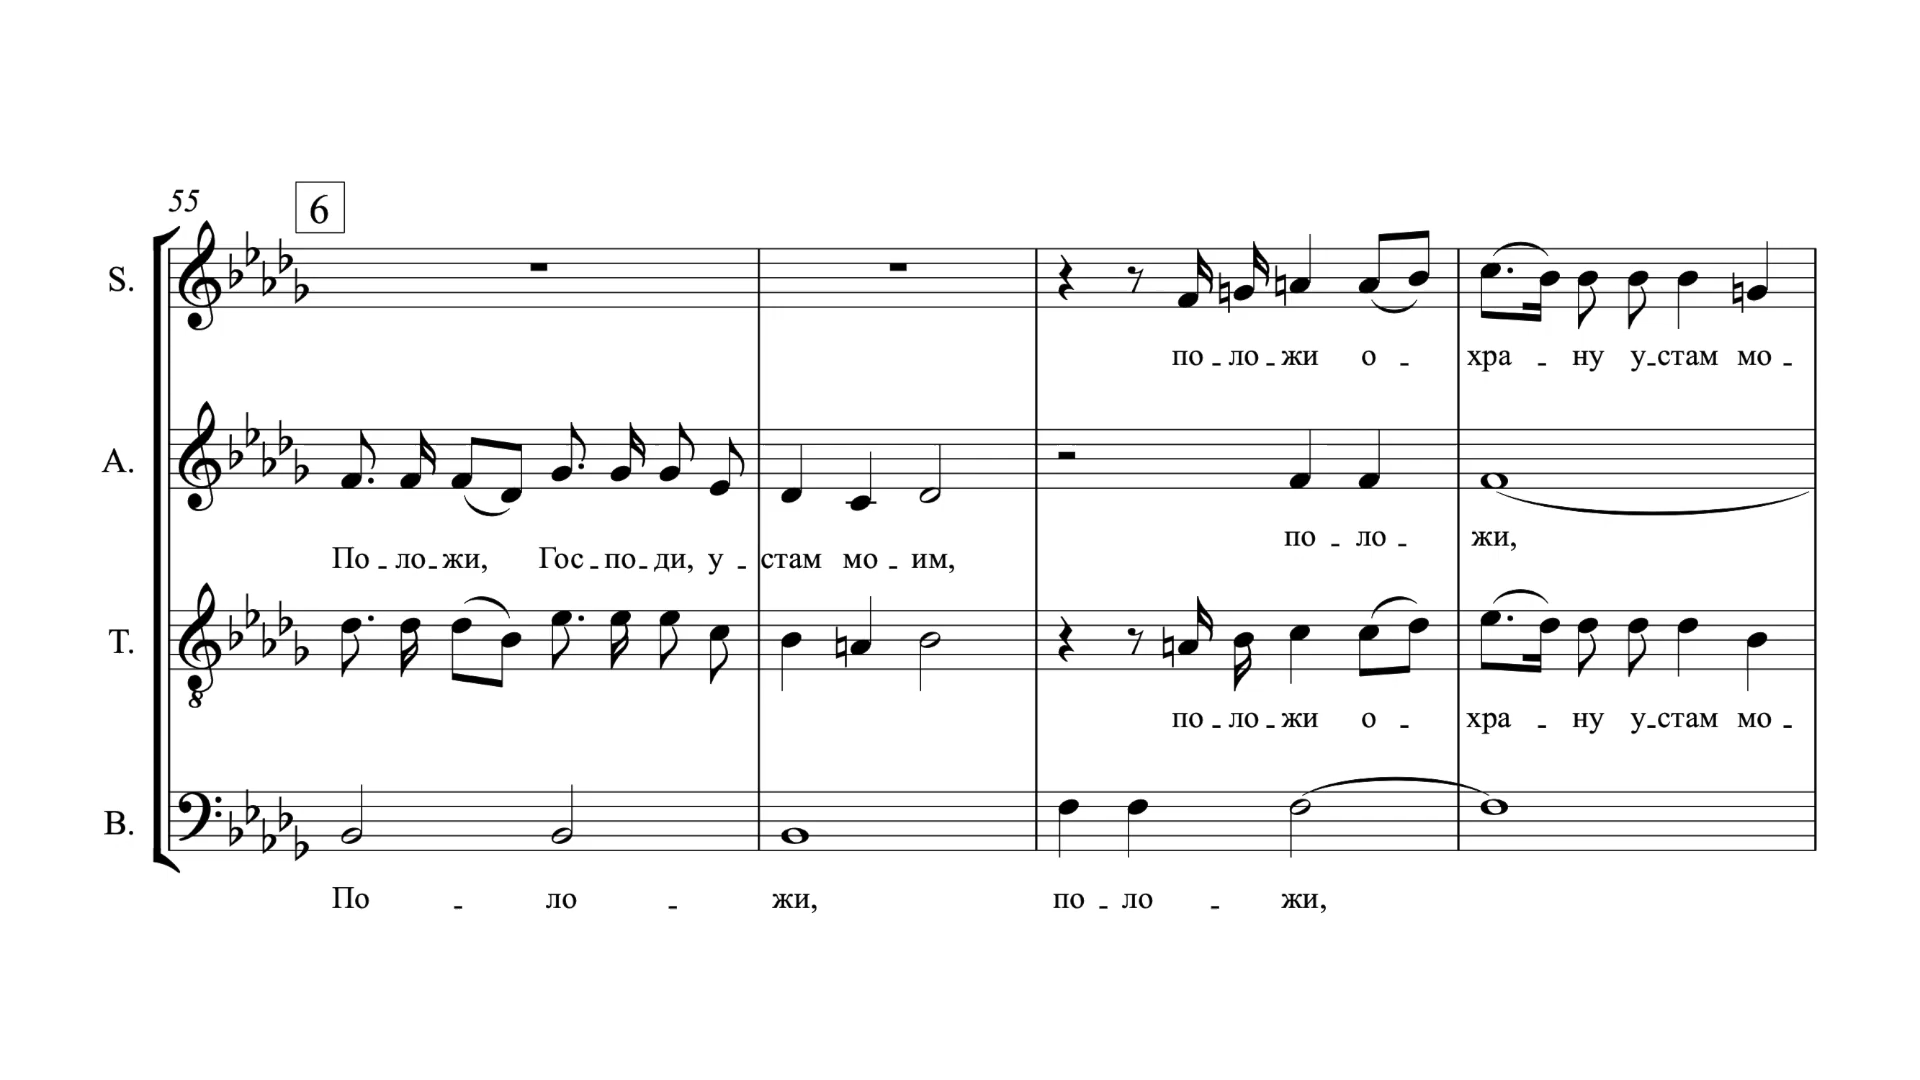 55
6
S.
по - ло - жи о - хра - ну у - стам мо -
A.
по - ло - жи,
По - ло - жи, Гос - по - ди, у - стам мо - им,
T.
8
по - ло - жи о - хра - ну у - стам мо -
B.
По - ло - жи, по - ло - жи,